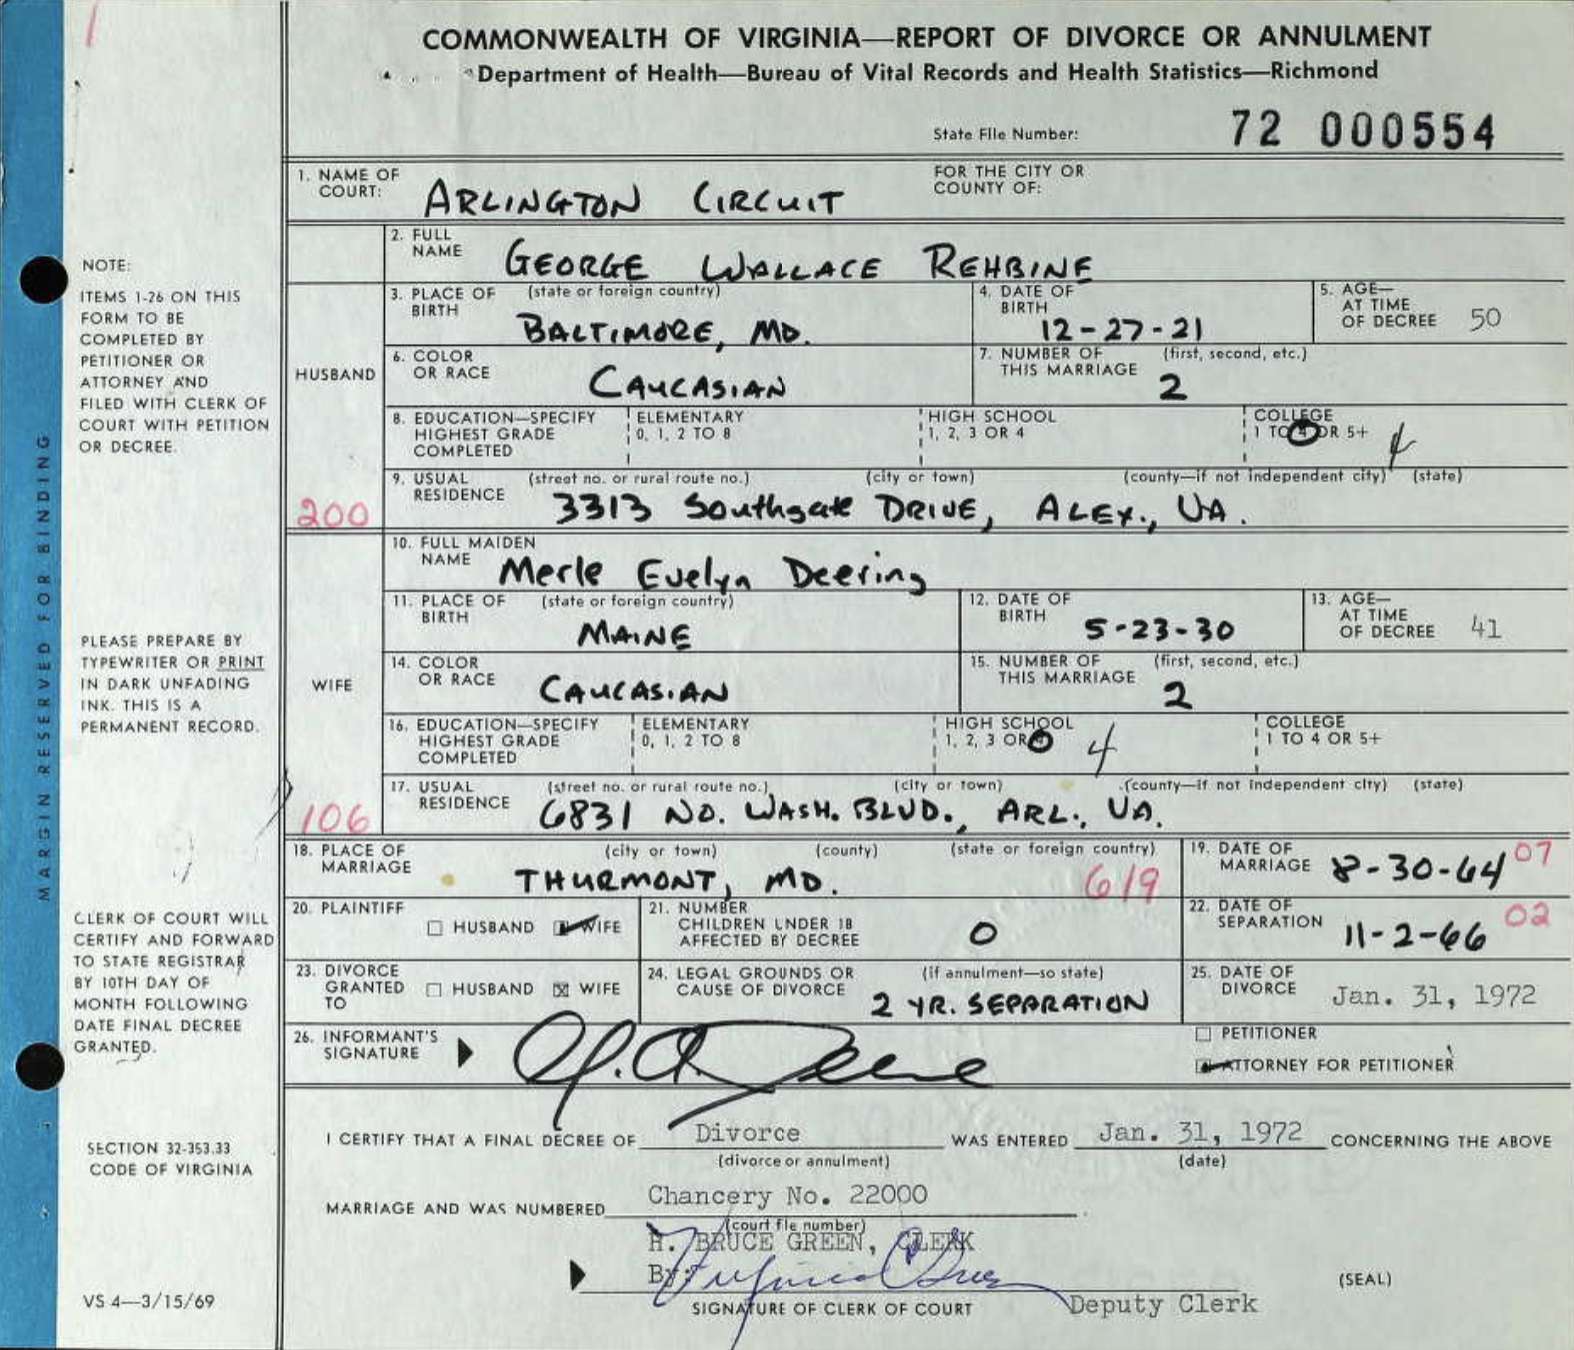 COMMONWEALTH OF VIRGINIA—REPORT OF DIVORCE OR ANNULMENT
Department of Health—Bureau of Vital Records and Health Statistics—Richmond
State File Number: 72 000554
1. NAME OF COURT: ARLINGTON CIRCUIT
FOR THE CITY OR COUNTY OF:
HUSBAND
200
2. FULL NAME GEORGE WALLACE REHBINE
3. PLACE OF BIRTH (state or foreign country) BALTIMORE, MD.
4. DATE OF BIRTH 12-27-21
5. AGE— AT TIME OF DECREE 50
6. COLOR OR RACE CAUCASIAN
7. NUMBER OF THIS MARRIAGE (first, second, etc.) 2
8. EDUCATION—SPECIFY HIGHEST GRADE COMPLETED
ELEMENTARY 0, 1, 2 TO 8
HIGH SCHOOL 1, 2, 3 OR 4
COLLEGE 1 TO 4 OR 5+ 4
9. USUAL RESIDENCE (street no. or rural route no.) (city or town) (county—if not independent city) (state)
3313 Southgate DRIVE, ALEX., VA.
WIFE
106
10. FULL MAIDEN NAME Merle Evelyn Deering
11. PLACE OF BIRTH (state or foreign country) MAINE
12. DATE OF BIRTH 5-23-30
13. AGE— AT TIME OF DECREE 41
14. COLOR OR RACE CAUCASIAN
15. NUMBER OF THIS MARRIAGE (first, second, etc.) 2
16. EDUCATION—SPECIFY HIGHEST GRADE COMPLETED
ELEMENTARY 0, 1, 2 TO 8
HIGH SCHOOL 1, 2, 3 OR 4 4
COLLEGE 1 TO 4 OR 5+
17. USUAL RESIDENCE (street no. or rural route no.) (city or town) (county—if not independent city) (state)
6831 NO. WASH. BLVD., ARL., VA.
18. PLACE OF MARRIAGE (city or town) (county) (state or foreign country)
THURMONT, MD. 619
19. DATE OF MARRIAGE 8-30-64 07
20. PLAINTIFF HUSBAND WIFE
21. NUMBER CHILDREN UNDER 18 AFFECTED BY DECREE 0
22. DATE OF SEPARATION 11-2-66 02
23. DIVORCE GRANTED TO HUSBAND WIFE
24. LEGAL GROUNDS OR CAUSE OF DIVORCE (if annulment—so state) 2 YR. SEPARATION
25. DATE OF DIVORCE Jan. 31, 1972
26. INFORMANT'S SIGNATURE
PETITIONER
ATTORNEY FOR PETITIONER
I CERTIFY THAT A FINAL DECREE OF Divorce WAS ENTERED Jan. 31, 1972 CONCERNING THE ABOVE
(divorce or annulment) (date)
MARRIAGE AND WAS NUMBERED Chancery No. 22000
(court file number)
H. BRUCE GREEN, CLERK
By:
SIGNATURE OF CLERK OF COURT
Deputy Clerk
(SEAL)
MARGIN RESERVED FOR BINDING
NOTE:
ITEMS 1-26 ON THIS
FORM TO BE
COMPLETED BY
PETITIONER OR
ATTORNEY AND
FILED WITH CLERK OF
COURT WITH PETITION
OR DECREE.
PLEASE PREPARE BY
TYPEWRITER OR PRINT
IN DARK UNFADING
INK. THIS IS A
PERMANENT RECORD.
CLERK OF COURT WILL
CERTIFY AND FORWARD
TO STATE REGISTRAR
BY 10TH DAY OF
MONTH FOLLOWING
DATE FINAL DECREE
GRANTED.
SECTION 32-353.33
CODE OF VIRGINIA
VS 4—3/15/69